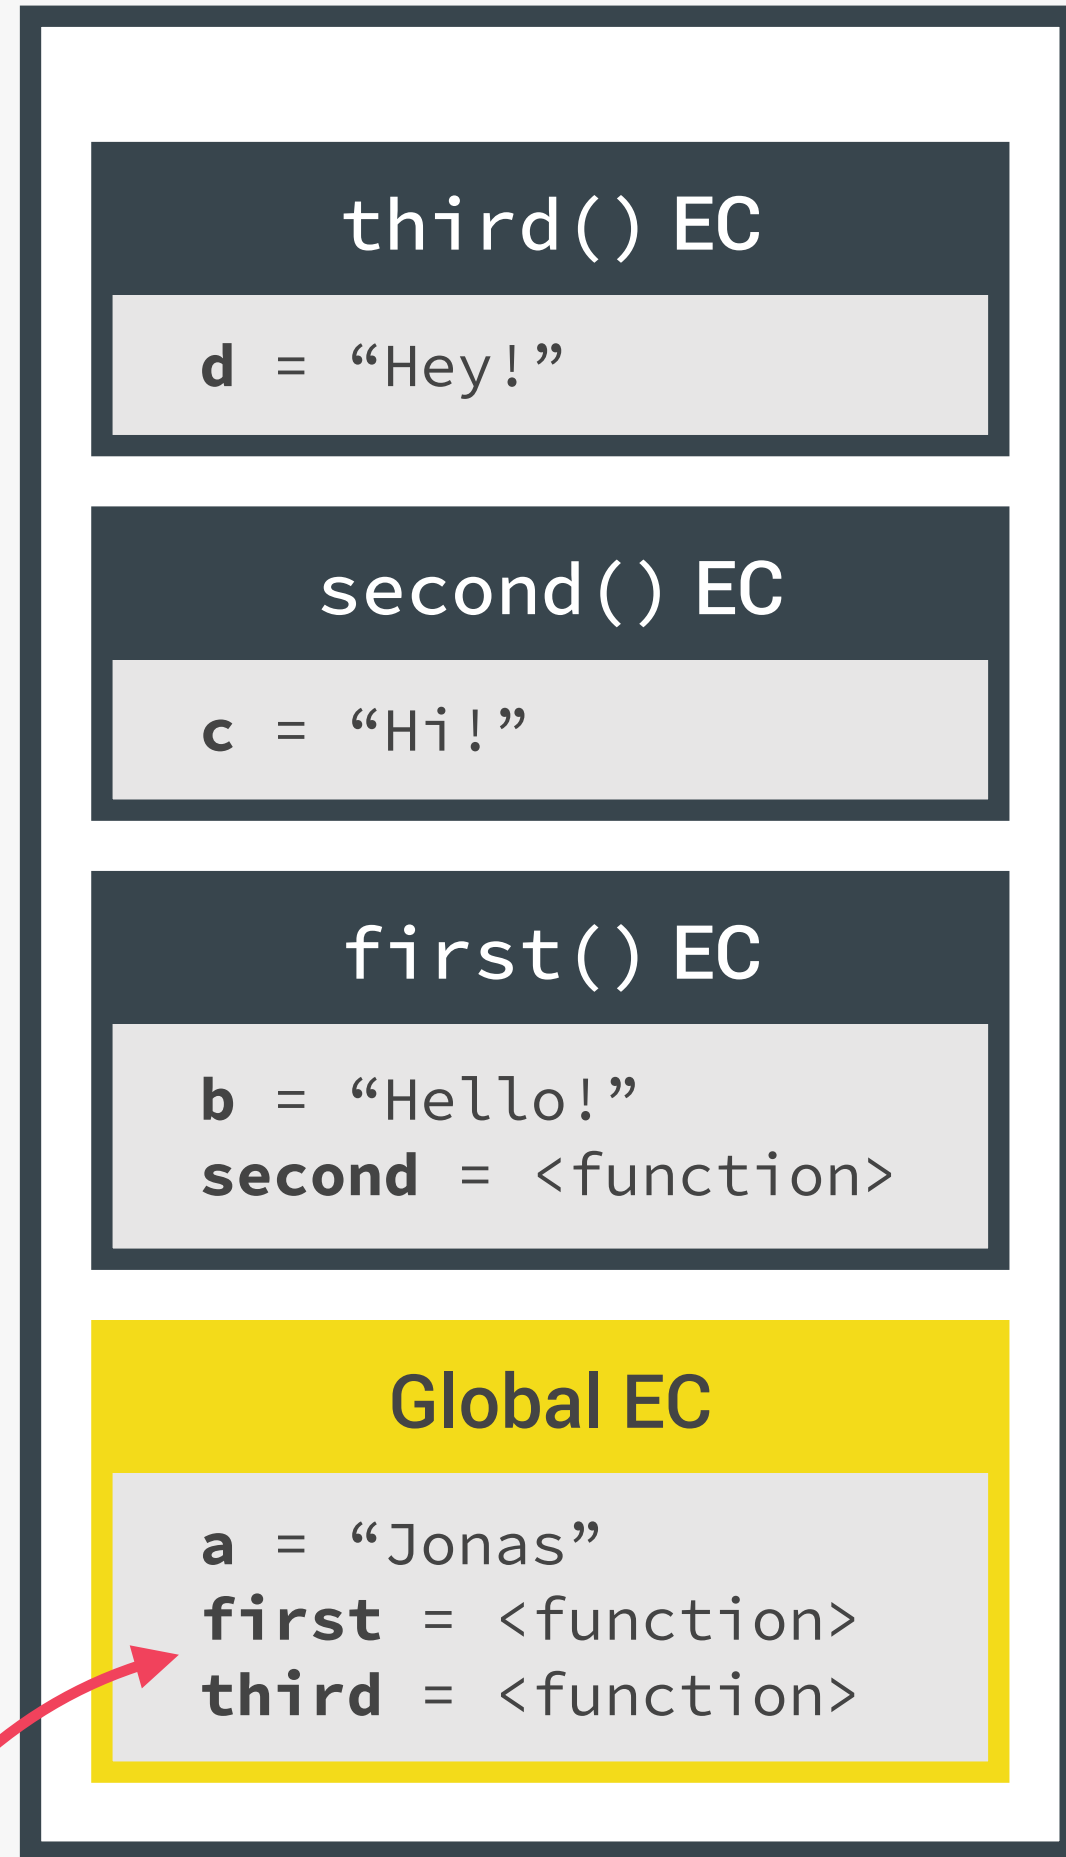 third() EC
d = “Hey!”
second() EC
c = “Hi!”
first() EC
b = “Hello!”
second = <function>
Global EC
a = “Jonas”
first = <function>
third = <function>